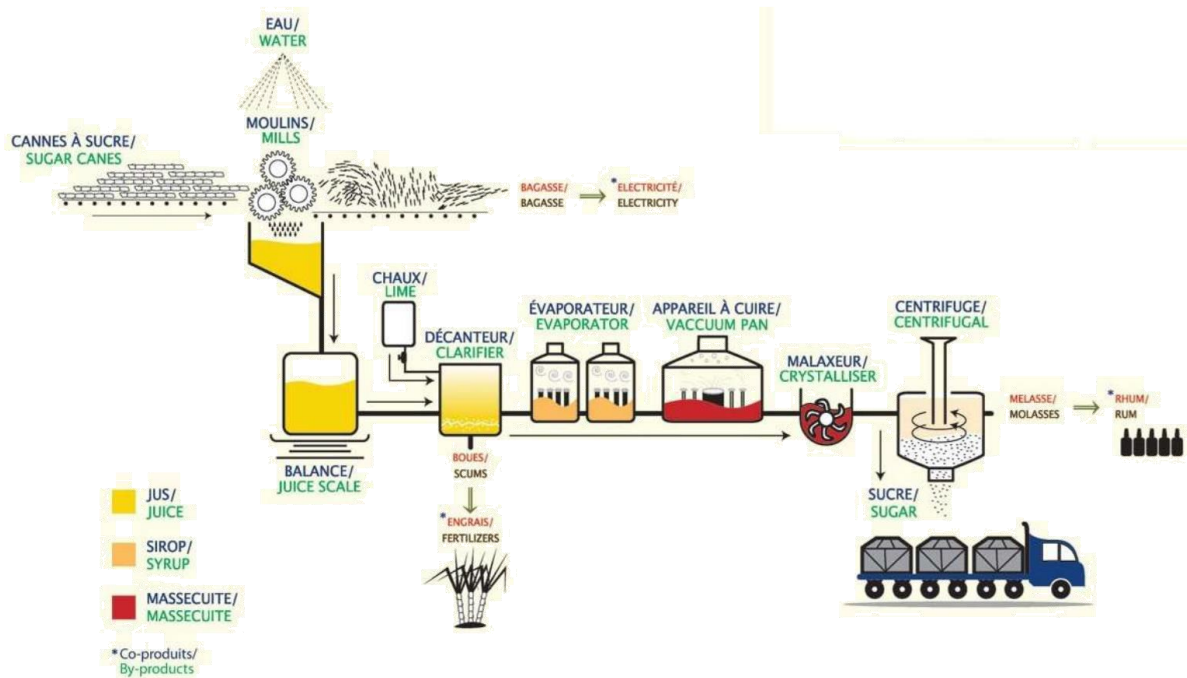 EAU/
WATER
MOULINS/
MILLS
CANNES À SUCRE/
SUGAR CANES
BAGASSE/
BAGASSE
*ELECTRICITÉ/
ELECTRICITY
CHAUX/
LIME
DÉCANTEUR/
CLARIFIER
ÉVAPORATEUR/
EVAPORATOR
APPAREIL À CUIRE/
VACCUUM PAN
MALAXEUR/
CRYSTALLISER
CENTRIFUGE/
CENTRIFUGAL
MELASSE/
MOLASSES
*RHUM/
RUM
BALANCE/
JUICE SCALE
BOUES/
SCUMS
*ENGRAIS/
FERTILIZERS
SUCRE/
SUGAR
JUS/
JUICE
SIROP/
SYRUP
MASSECUITE/
MASSECUITE
*Co-produits/
By-products